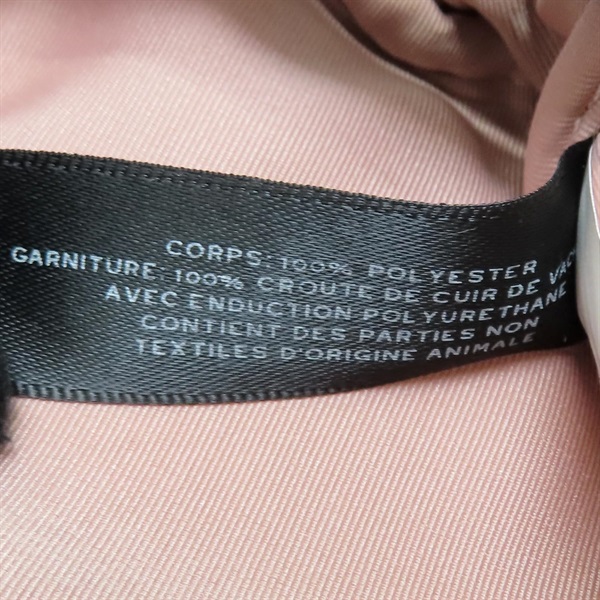 CORPS: 100% POLYESTER
GARNITURE: 100% CROUTE DE CUIR DE
AVEC ENDUCTION POLYURETHANE
CONTIENT DES PARTIES NON
TEXTILES D'ORIGINE ANIMALE